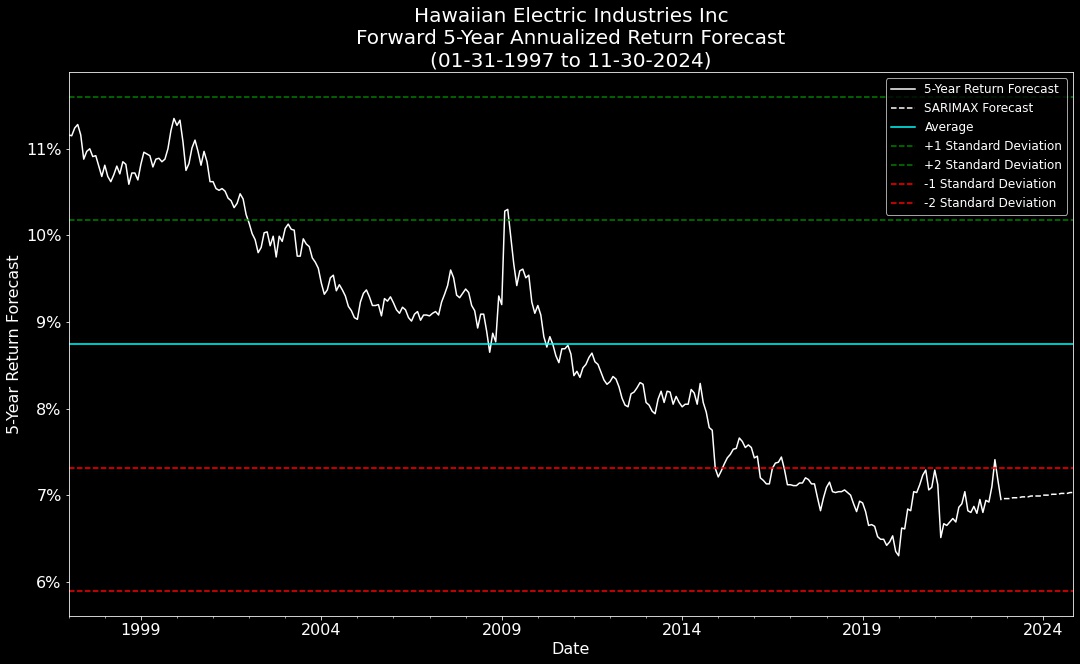 Hawaiian Electric Industries Inc
Forward 5-Year Annualized Return Forecast
(01-31-1997 to 11-30-2024)
5-Year Return Forecast
SARIMAX Forecast
Average
+1 Standard Deviation
+2 Standard Deviation
-1 Standard Deviation
-2 Standard Deviation
5-Year Return Forecast
11%
10%
9%
8%
7%
6%
1999
2004
2009
2014
2019
2024
Date